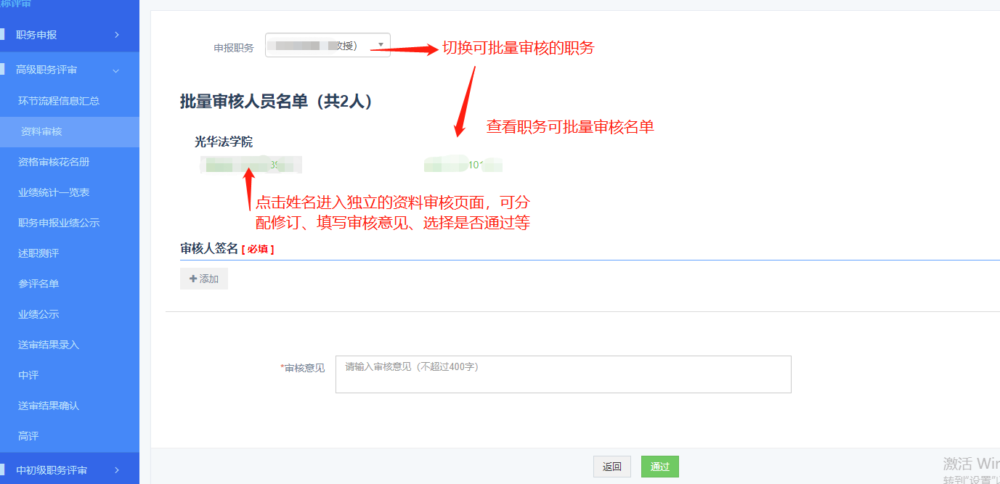 称评审
职务申报
高级职务评审
环节流程信息汇总
资料审核
资格审核花名册
业绩统计一览表
职务申报业绩公示
述职测评
参评名单
业绩公示
送审结果录入
中评
送审结果确认
高评
中初级职务评审
申报职务
教授）
切换可批量审核的职务
批量审核人员名单（共2人）
查看职务可批量审核名单
光华法学院
101
点击姓名进入独立的资料审核页面，可分
配修订、填写审核意见、选择是否通过等
审核人签名 [ 必填 ]
添加
*审核意见
请输入审核意见（不超过400字）
返回
通过
激活 Win
转到"设置"以